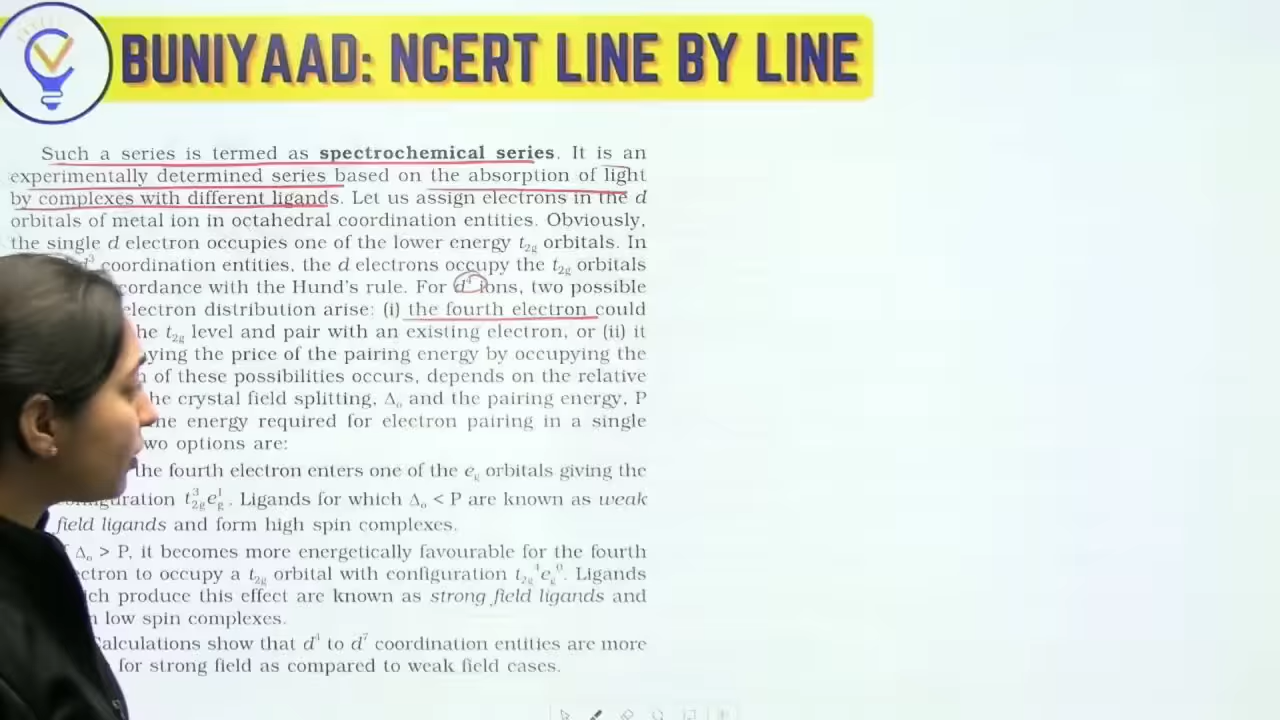 BUNIYAAD: NCERT LINE BY LINE
Such a series is termed as spectrochemical series. It is an
experimentally determined series based on the absorption of light
by complexes with different ligands. Let us assign electrons in the d
orbitals of metal ion in octahedral coordination entities. Obviously,
the single d electron occupies one of the lower energy t₂g orbitals. In
d³ coordination entities, the d electrons occupy the t₂g orbitals
cordance with the Hund's rule. For d⁴ ions, two possible
electron distribution arise: (i) the fourth electron could
he t₂g level and pair with an existing electron, or (ii) it
ying the price of the pairing energy by occupying the
of these possibilities occurs, depends on the relative
he crystal field splitting, Δₒ and the pairing energy, P
he energy required for electron pairing in a single
wo options are:
the fourth electron enters one of the eg orbitals giving the
guration t₂g³eg¹. Ligands for which Δₒ < P are known as weak
field ligands and form high spin complexes.
Δₒ > P, it becomes more energetically favourable for the fourth
ctron to occupy a t₂g orbital with configuration t₂g⁴eg⁰. Ligands
ich produce this effect are known as strong field ligands and
low spin complexes.
Calculations show that d⁴ to d⁷ coordination entities are more
for strong field as compared to weak field cases.